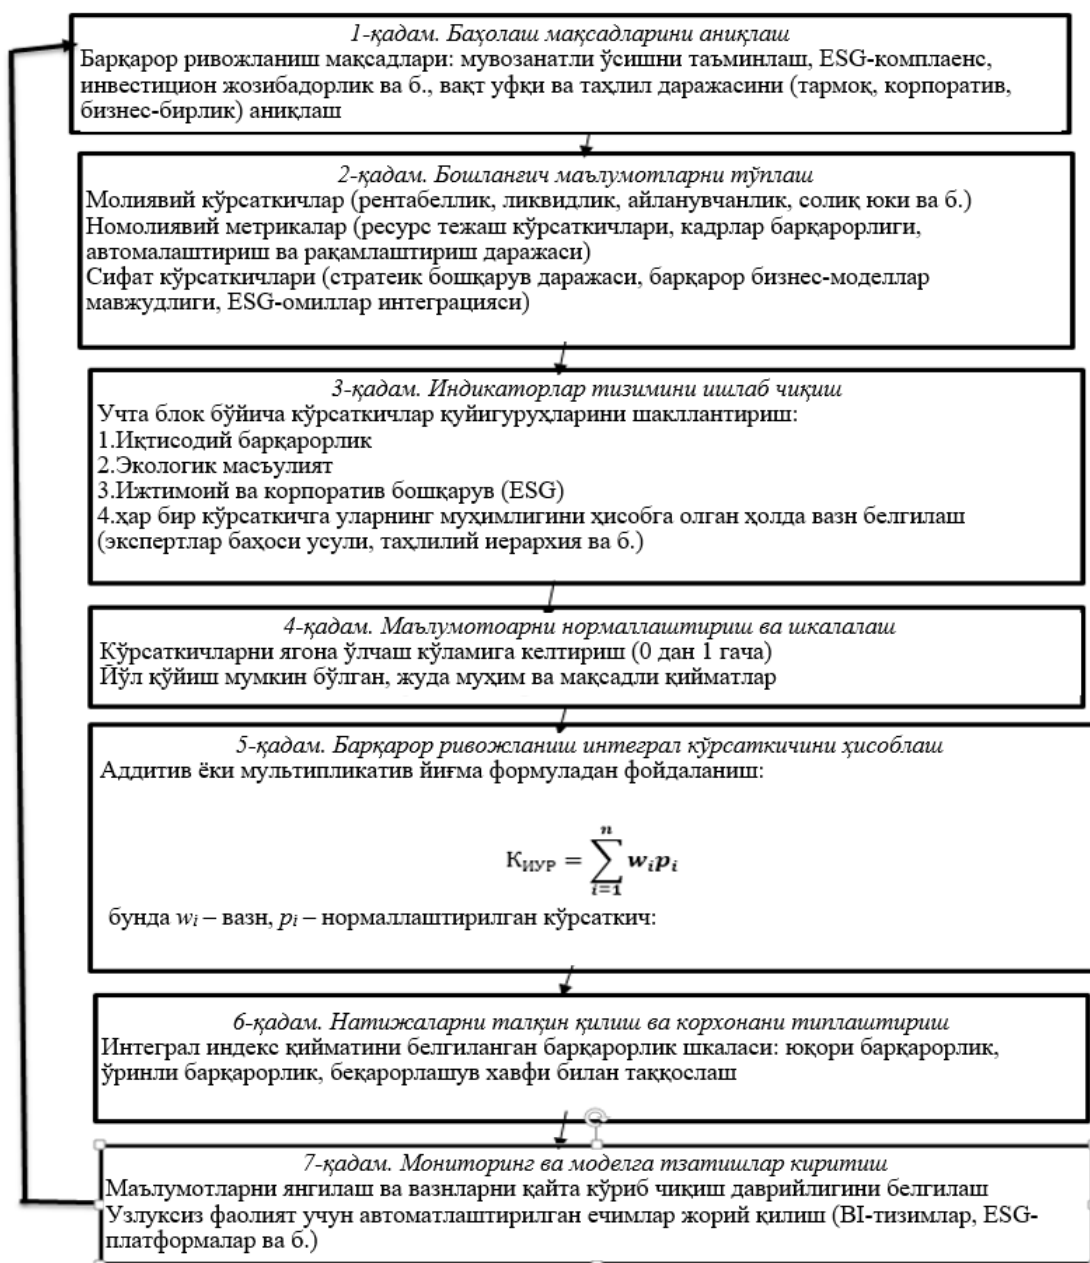 1-қадам. Баҳолаш мақсадларини аниқлаш
Барқарор ривожланиш мақсадлари: мувозанатли ўсишни таъминлаш, ESG-комплаенс,
инвестицион жозибадорлик ва б., вақт уфқи ва таҳлил даражасини (тармоқ, корпоратив,
бизнес-бирлик) аниқлаш
2-қадам. Бошланғич маълумотларни тўплаш
Молиявий кўрсаткичлар (рентабеллик, ликвидлик, айланувчанлик, солиқ юки ва б.)
Номолиявий метрикалар (ресурс тежаш кўрсаткичлари, кадрлар барқарорлиги,
автомалаштириш ва рақамлаштириш даражаси)
Сифат кўрсаткичлари (стратеик бошқарув даражаси, барқарор бизнес-моделлар
мавжудлиги, ESG-омиллар интеграцияси)
3-қадам. Индикаторлар тизимини ишлаб чиқиш
Учта блок бўйича кўрсаткичлар қуйигуруҳларини шакллантириш:
1.Иқтисодий барқарорлик
2.Экологик масъулият
3.Ижтимоий ва корпоратив бошқарув (ESG)
4.ҳар бир кўрсаткичга уларнинг муҳимлигини ҳисобга олган ҳолда вазн белгилаш
(экспертлар баҳоси усули, таҳлилий иерархия ва б.)
4-қадам. Маълумотоарни нормаллаштириш ва шкалалаш
Кўрсаткичларни ягона ўлчаш кўламига келтириш (0 дан 1 гача)
Йўл қўйиш мумкин бўлган, жуда муҳим ва мақсадли қийматлар
5-қадам. Барқарор ривожланиш интеграл кўрсаткичини ҳисоблаш
Аддитив ёки мультипликатив йиғма формуладан фойдаланиш:
К_ИУР = ∑_{i=1}^{n} w_i p_i
бунда w_i – вазн, p_i – нормаллаштирилган кўрсаткич:
6-қадам. Натижаларни талқин қилиш ва корхонани типлаштириш
Интеграл индекс қийматини белгиланган барқарорлик шкаласи: юқори барқарорлик,
ўринли барқарорлик, беқарорлашув хавфи билан таққослаш
7-қадам. Мониторинг ва моделга тзатишлар киритиш
Маълумотларни янгилаш ва вазнларни қайта кўриб чиқиш даврийлигини белгилаш
Узлуксиз фаолият учун автоматлаштирилган ечимлар жорий қилиш (BI-тизимлар, ESG-
платформалар ва б.)